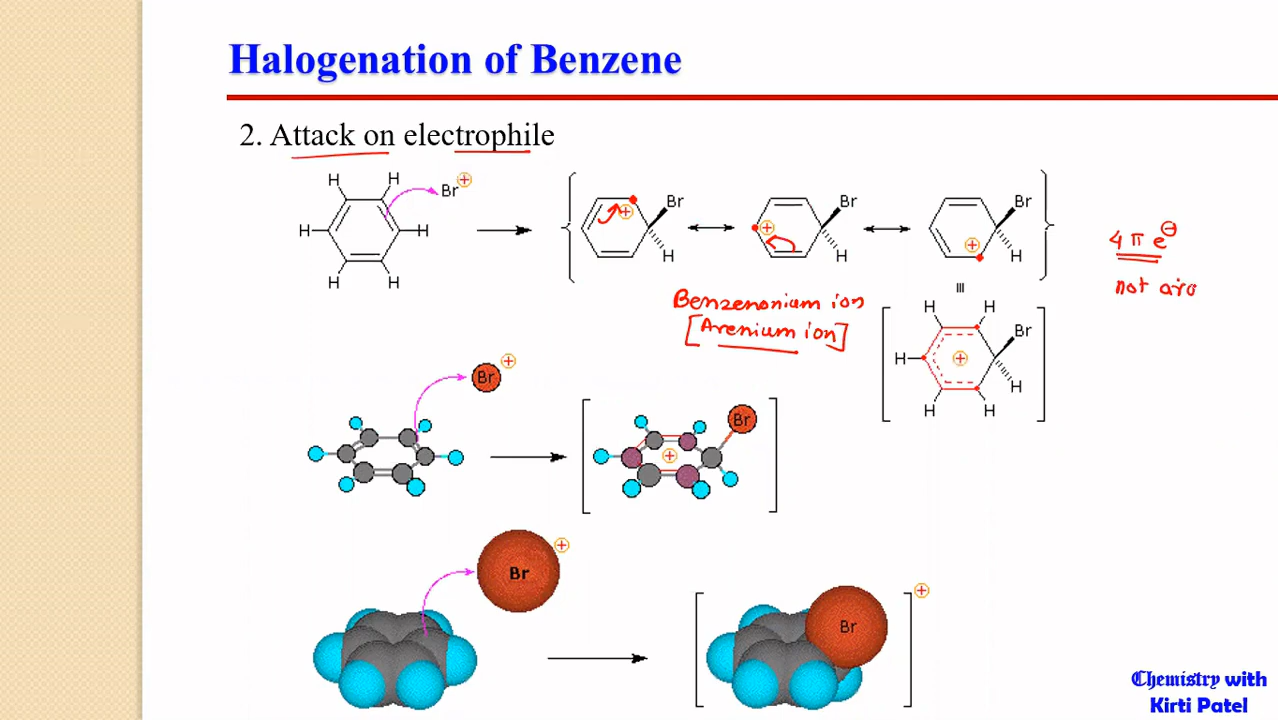 Halogenation of Benzene
2. Attack on electrophile
H H Br +
H H
H H
+ Br H
+ Br H
+ Br H
4 π e⊖
not aro
Benzenonium ion
[Arenium ion]
≡
H H Br
H + H
H H
Br +
Br
+
Br +
Br +
Chemistry with
Kirti Patel